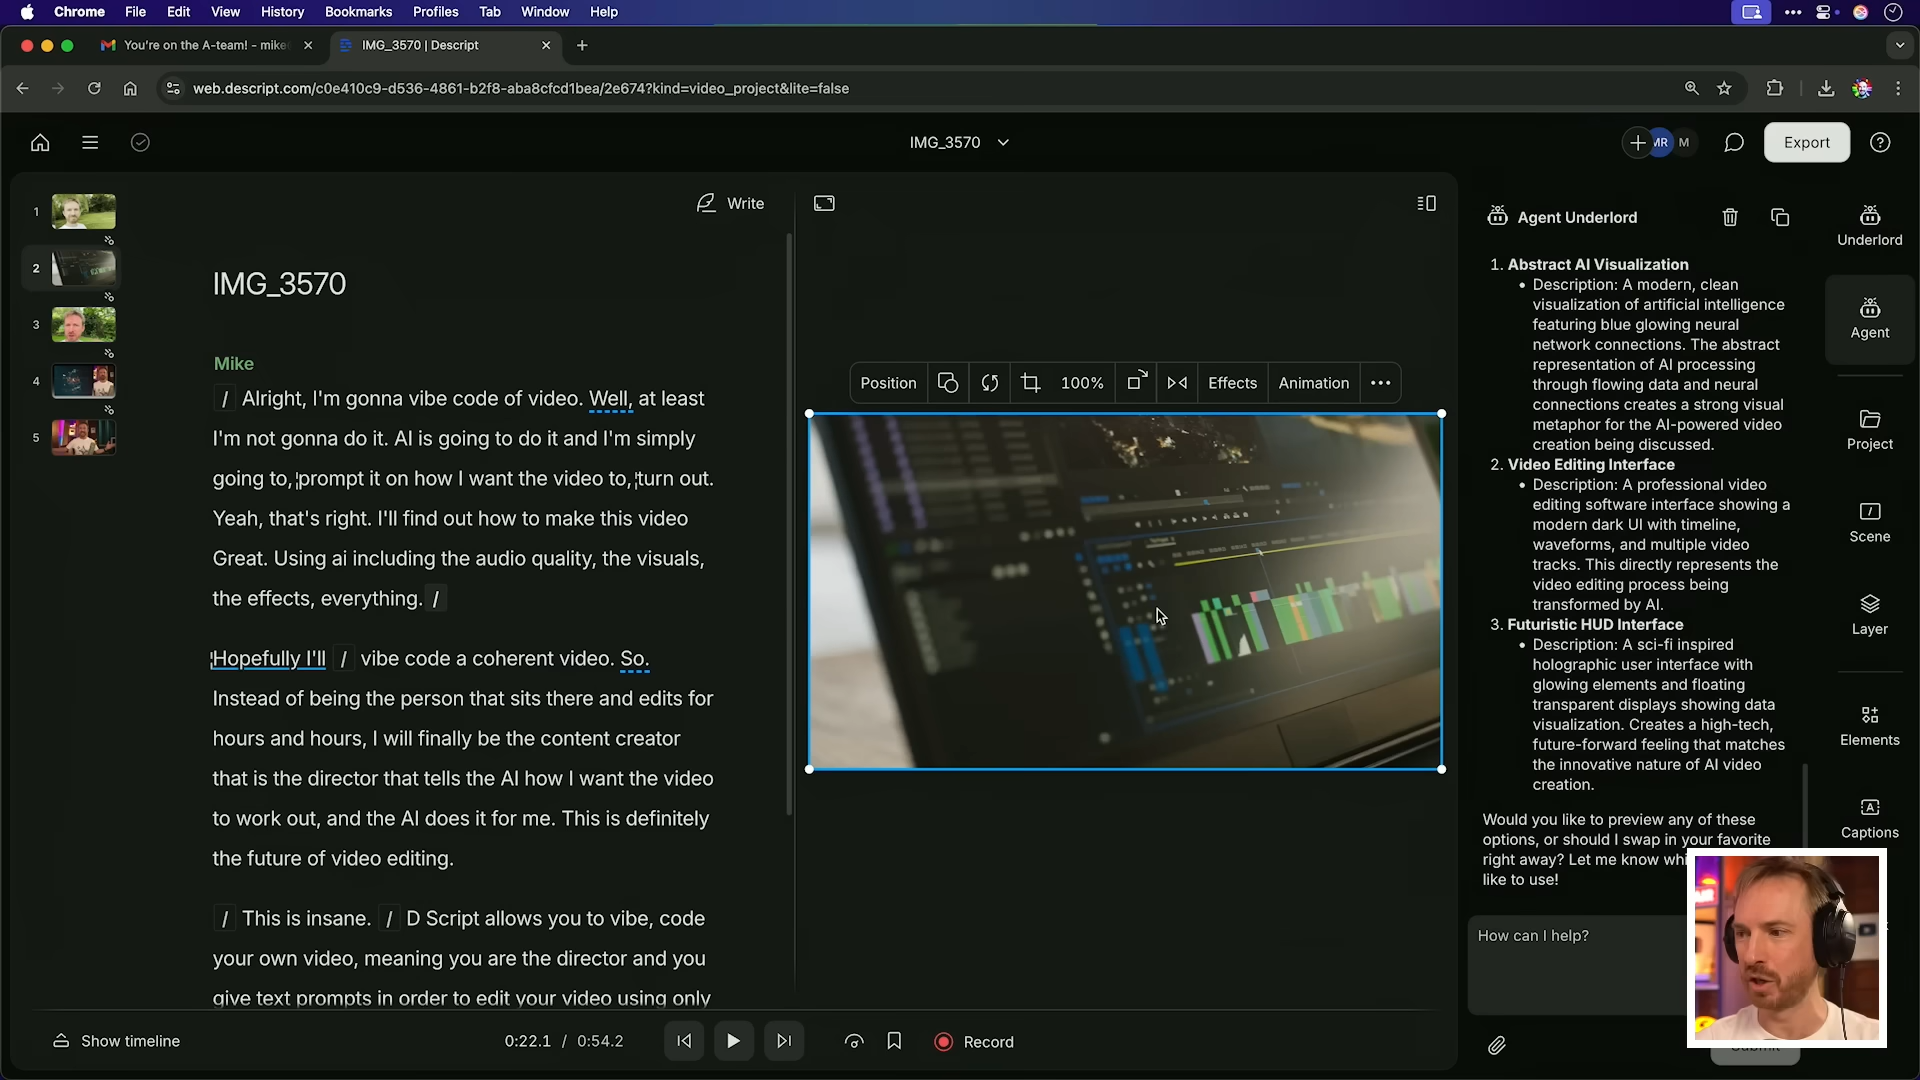 Chrome File Edit View History Bookmarks Profiles Tab Window Help
You're on the A-team! - mike
IMG_3570 | Descript
web.descript.com/c0e410c9-d536-4861-b2f8-aba8cfcd1bea/2e674?kind=video_project&lite=false
IMG_3570
MR
M
Export
1
2
3
4
5
Write
IMG_3570
Mike
/ Alright, I'm gonna vibe code of video. Well, at least
I'm not gonna do it. AI is going to do it and I'm simply
going to, prompt it on how I want the video to, turn out.
Yeah, that's right. I'll find out how to make this video
Great. Using ai including the audio quality, the visuals,
the effects, everything. /
Hopefully I'll / vibe code a coherent video. So.
Instead of being the person that sits there and edits for
hours and hours, I will finally be the content creator
that is the director that tells the AI how I want the video
to work out, and the AI does it for me. This is definitely
the future of video editing.
/ This is insane. / D Script allows you to vibe, code
your own video, meaning you are the director and you
give text prompts in order to edit your video using only
Position
100%
Effects
Animation
Agent Underlord
1. Abstract AI Visualization
• Description: A modern, clean
visualization of artificial intelligence
featuring blue glowing neural
network connections. The abstract
representation of AI processing
through flowing data and neural
connections creates a strong visual
metaphor for the AI-powered video
creation being discussed.
2. Video Editing Interface
• Description: A professional video
editing software interface showing a
modern dark UI with timeline,
waveforms, and multiple video
tracks. This directly represents the
video editing process being
transformed by AI.
3. Futuristic HUD Interface
• Description: A sci-fi inspired
holographic user interface with
glowing elements and floating
transparent displays showing data
visualization. Creates a high-tech,
future-forward feeling that matches
the innovative nature of AI video
creation.
Would you like to preview any of these
options, or should I swap in your favorite
right away? Let me know
like to use!
How can I help?
Submit
Underlord
Agent
Project
Scene
Layer
Elements
Captions
Show timeline
0:22.1 / 0:54.2
Record